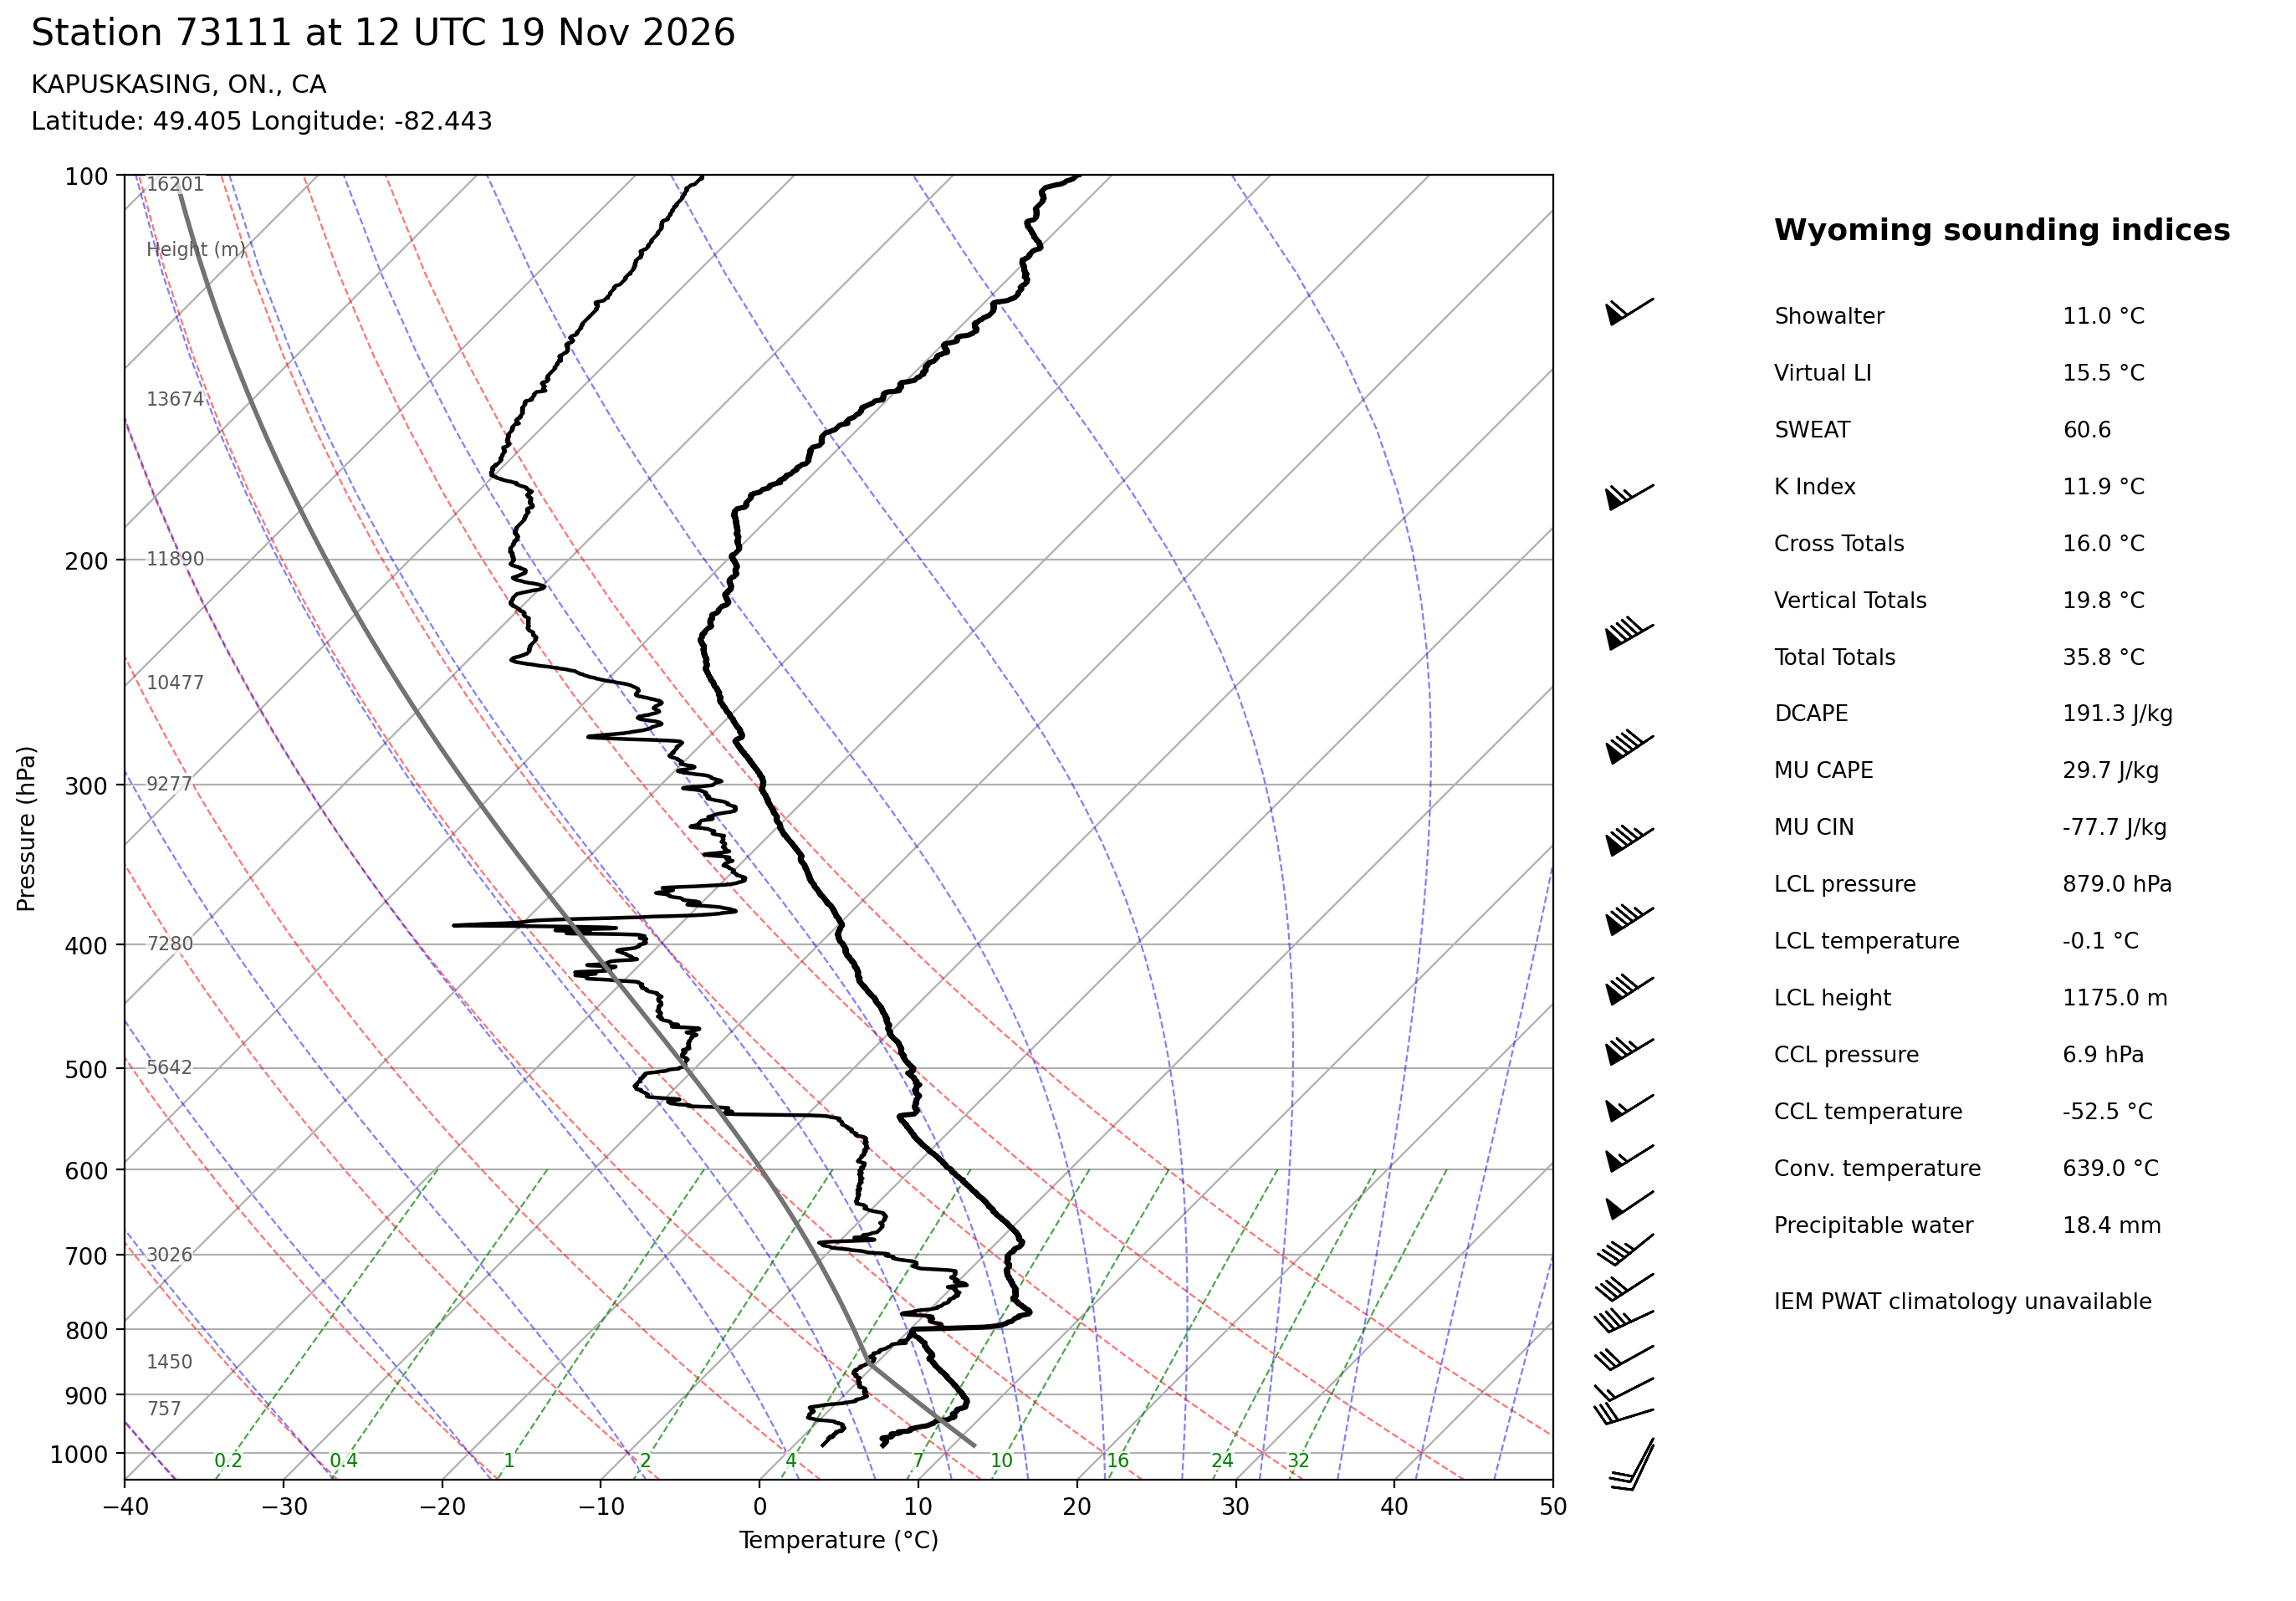 Station 73111 at 12 UTC 19 Nov 2026
KAPUSKASING, ON., CA
Latitude: 49.405 Longitude: -82.443
Wyoming sounding indices
Showalter 11.0 °C
Virtual LI 15.5 °C
SWEAT 60.6
K Index 11.9 °C
Cross Totals 16.0 °C
Vertical Totals 19.8 °C
Total Totals 35.8 °C
DCAPE 191.3 J/kg
MU CAPE 29.7 J/kg
MU CIN -77.7 J/kg
LCL pressure 879.0 hPa
LCL temperature -0.1 °C
LCL height 1175.0 m
CCL pressure 6.9 hPa
CCL temperature -52.5 °C
Conv. temperature 639.0 °C
Precipitable water 18.4 mm
IEM PWAT climatology unavailable
Pressure (hPa)
100
200
300
400
500
600
700
800
900
1000
16201
Height (m)
13674
11890
10477
9277
7280
5642
3026
1450
757
0.2 0.4 1 2 4 7 10 16 24 32
−40 −30 −20 −10 0 10 20 30 40 50
Temperature (°C)